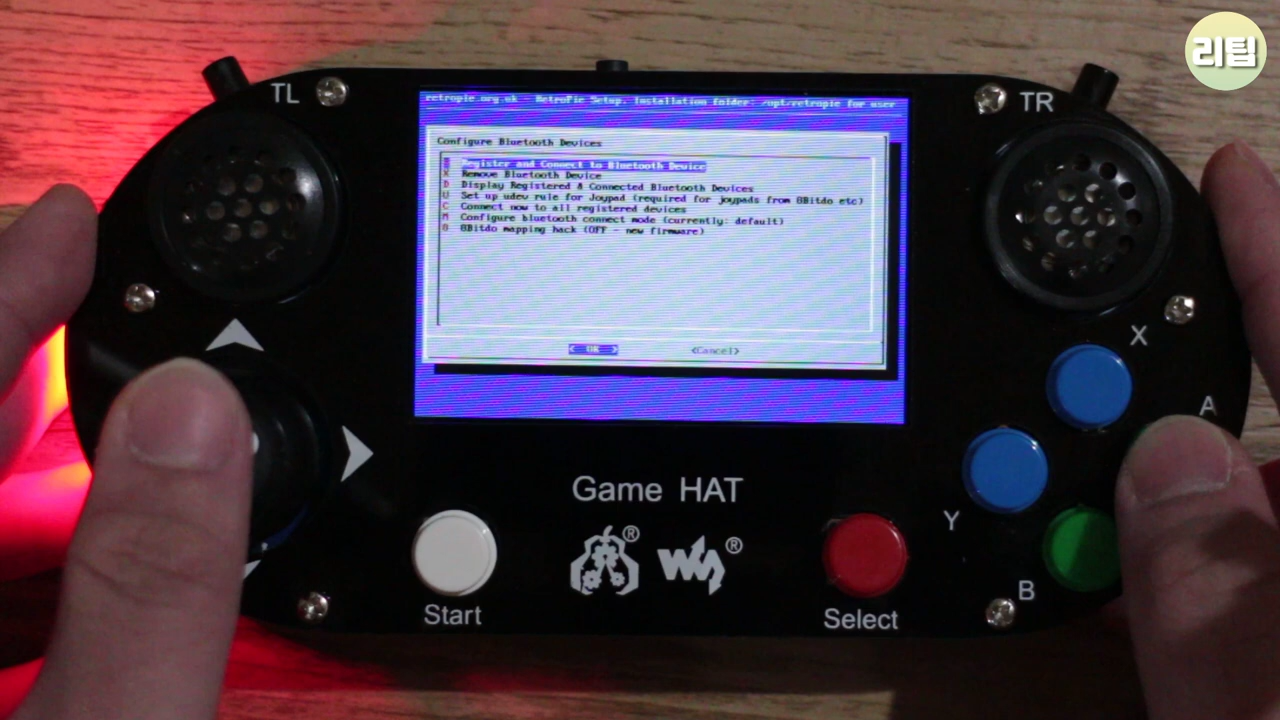 리팁
TL
TR
retropie.org.uk - RetroPie Setup. Installation folder: /opt/retropie for user
Configure Bluetooth Devices
R Register and Connect to Bluetooth Device
X Remove Bluetooth Device
D Display Registered & Connected Bluetooth Devices
U Set up udev rule for Joypad (required for joypads from 8Bitdo etc)
C Connect now to all registered devices
M Configure bluetooth connect mode (currently: default)
8 8Bitdo mapping hack (OFF - new firmware)
< OK >
<Cancel>
X
A
Y
B
Game HAT
Start
Select